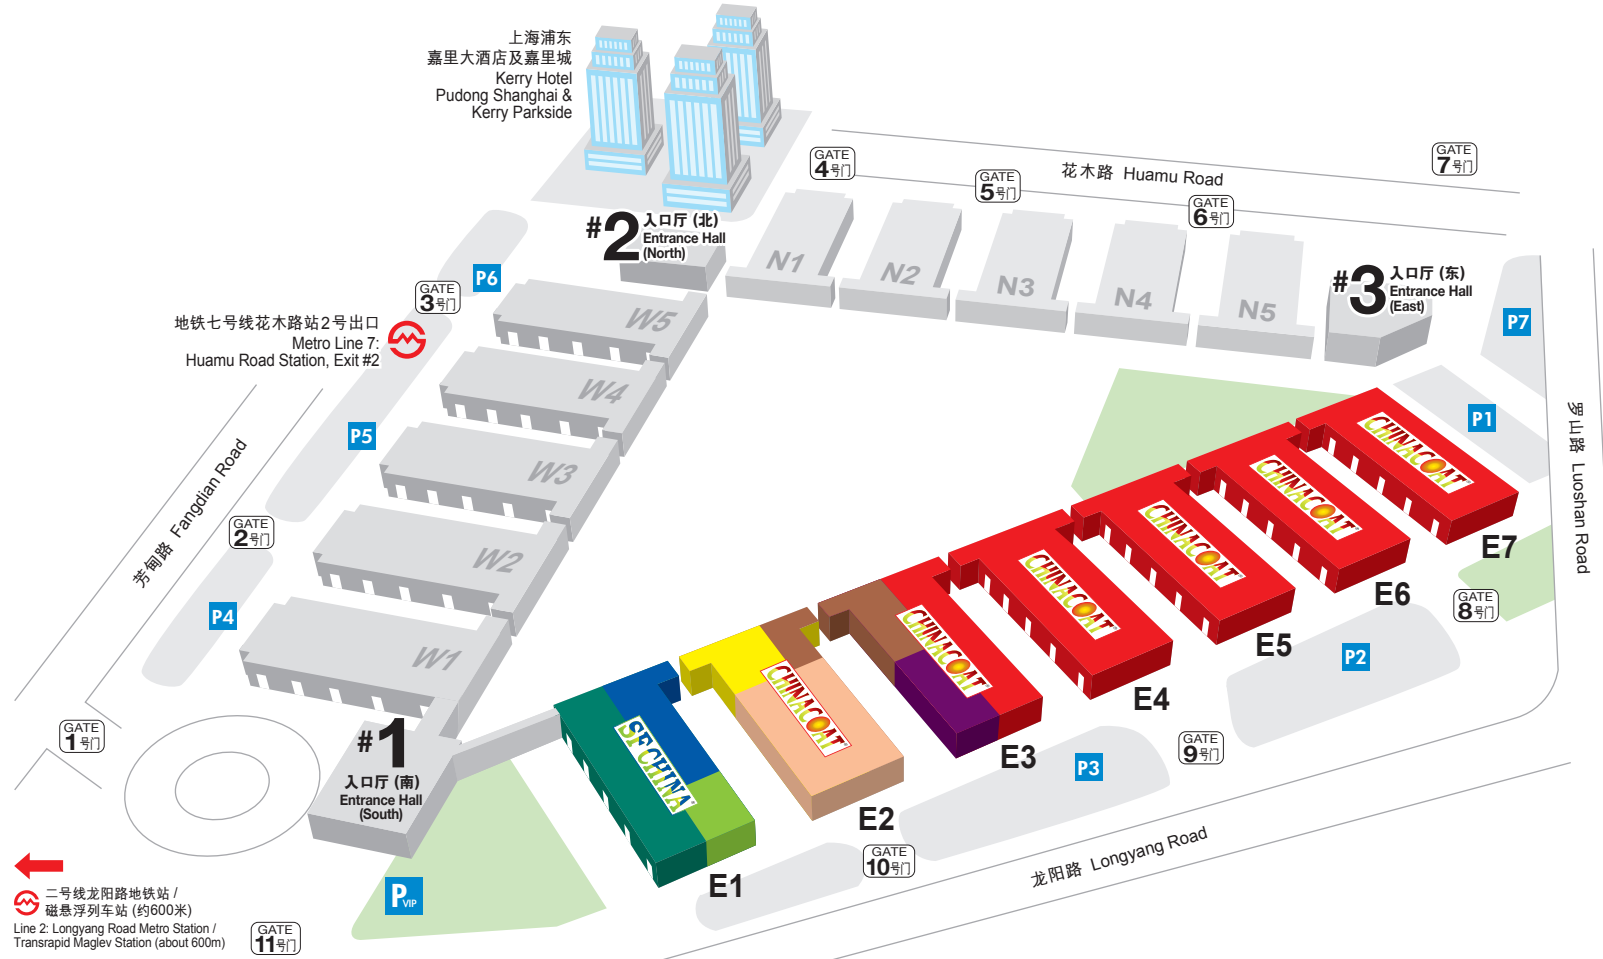 上海浦东
嘉里大酒店及嘉里城
Kerry Hotel
Pudong Shanghai &
Kerry Parkside
GATE
4号门
花木路 Huamu Road
GATE
7号门
GATE
5号门
GATE
6号门
#2
入口厅 (北)
Entrance Hall
(North)
N1
N2
N3
N4
N5
#3
入口厅 (东)
Entrance Hall
(East)
P7
P6
GATE
3号门
地铁七号线花木路站2号出口
Metro Line 7:
Huamu Road Station, Exit #2
W5
W4
W3
W2
W1
P5
芳甸路 Fangdian Road
GATE
2号门
P4
GATE
1号门
P1
罗山路 Luoshan Road
CHINACOAT
E7
CHINACOAT
E6
CHINACOAT
E5
CHINACOAT
E4
CHINACOAT
E3
CHINACOAT
E2
SFCHINA
E1
GATE
8号门
P2
GATE
9号门
P3
GATE
10号门
龙阳路 Longyang Road
#1
入口厅 (南)
Entrance Hall
(South)
P VIP
二号线龙阳路地铁站 /
磁悬浮列车站 (约600米)
Line 2: Longyang Road Metro Station /
Transrapid Maglev Station (about 600m)
GATE
11号门